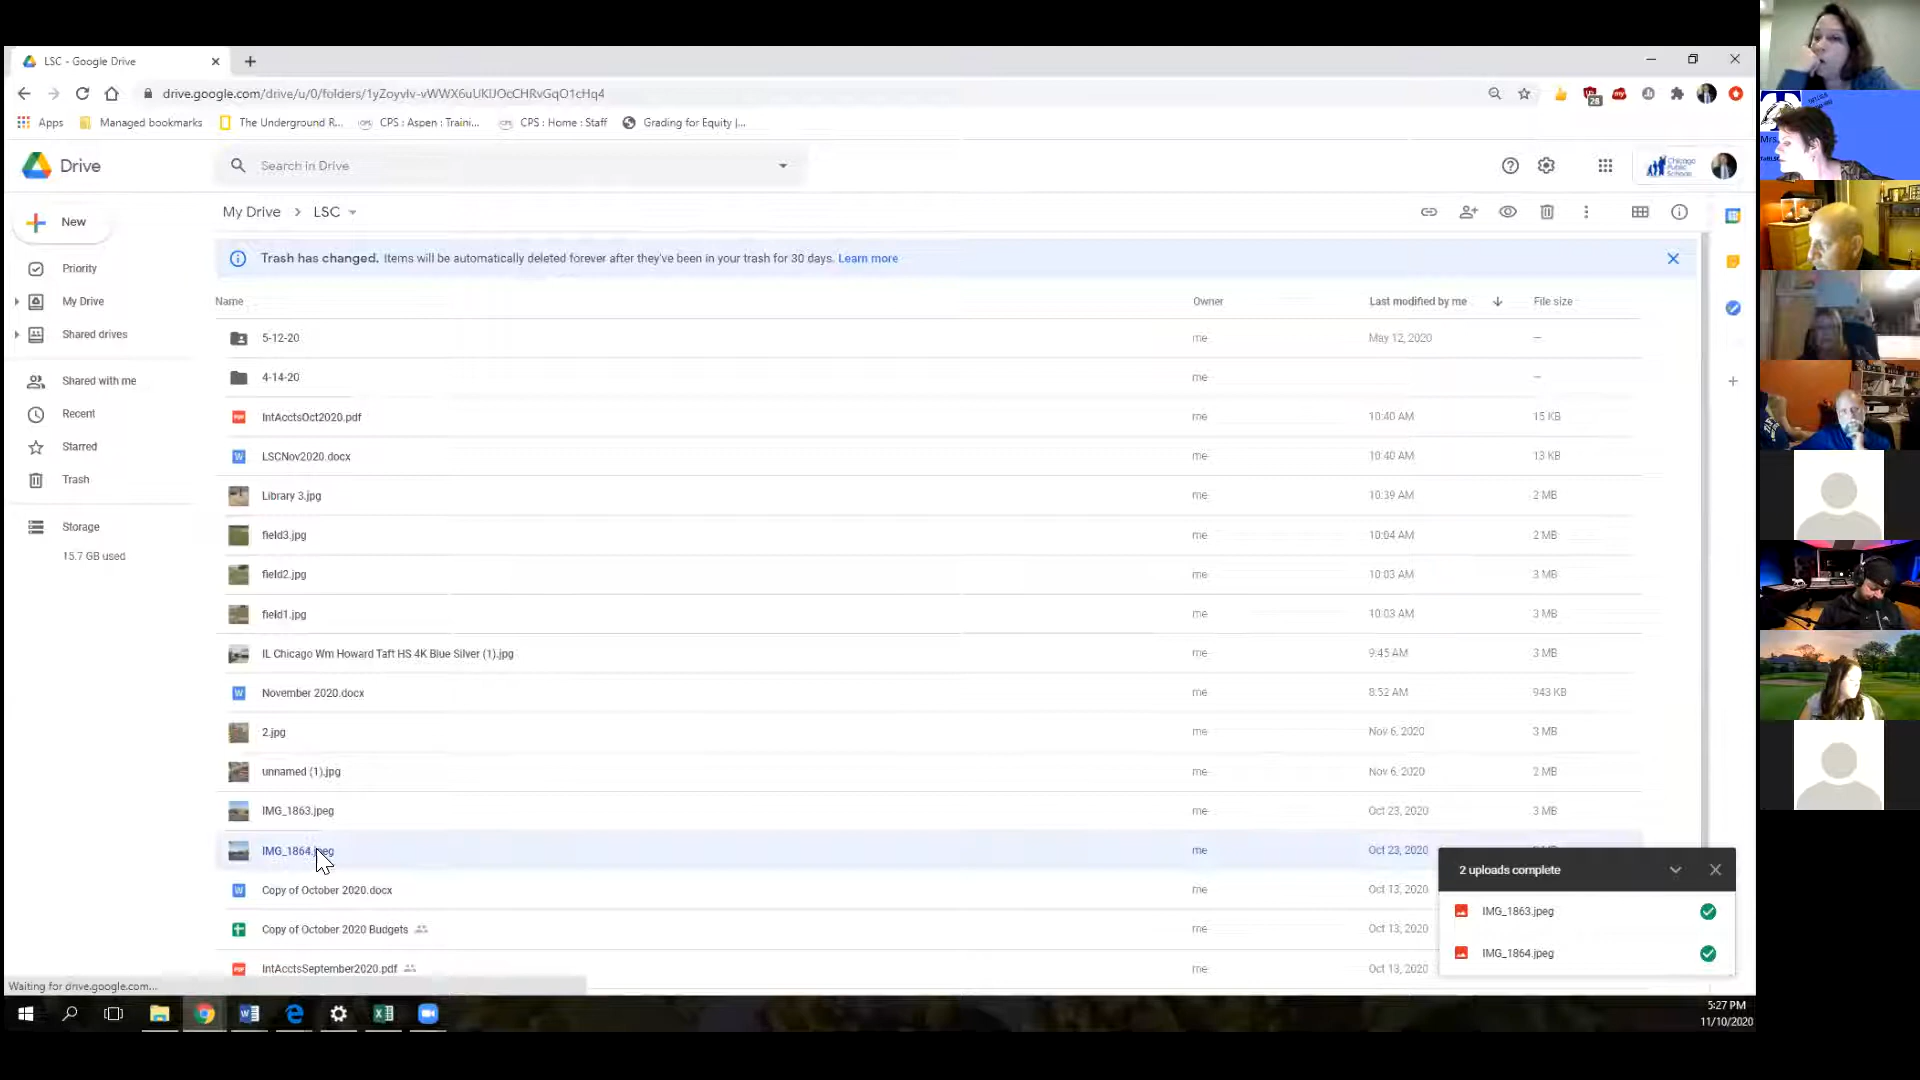 LSC - Google Drive
drive.google.com/drive/u/0/folders/1yZoyvIv-vWWX6uUKlJOcCHRvGqO1cHq4
28
Apps
Managed bookmarks
The Underground R...
CPS : Aspen : Traini...
CPS : Home : Staff
Grading for Equity |...
Drive
Search in Drive
Chicago Public Schools
New
My Drive > LSC
Trash has changed. Items will be automatically deleted forever after they've been in your trash for 30 days. Learn more
Priority
My Drive
Shared drives
Shared with me
Recent
Starred
Trash
Storage
15.7 GB used
Name Owner Last modified by me File size
5-12-20 me May 12, 2020 —
4-14-20 me —
IntAcctsOct2020.pdf me 10:40 AM 15 KB
LSCNov2020.docx me 10:40 AM 13 KB
Library 3.jpg me 10:39 AM 2 MB
field3.jpg me 10:04 AM 2 MB
field2.jpg me 10:03 AM 3 MB
field1.jpg me 10:03 AM 3 MB
IL Chicago Wm Howard Taft HS 4K Blue Silver (1).jpg me 9:45 AM 3 MB
November 2020.docx me 8:52 AM 943 KB
2.jpg me Nov 6, 2020 3 MB
unnamed (1).jpg me Nov 6, 2020 2 MB
IMG_1863.jpeg me Oct 23, 2020 3 MB
IMG_1864.jpeg me Oct 23, 2020
Copy of October 2020.docx me Oct 13, 2020
Copy of October 2020 Budgets me Oct 13, 2020
IntAcctsSeptember2020.pdf me Oct 13, 2020
2 uploads complete
IMG_1863.jpeg
IMG_1864.jpeg
Waiting for drive.google.com...
5:27 PM
11/10/2020
Mrs.